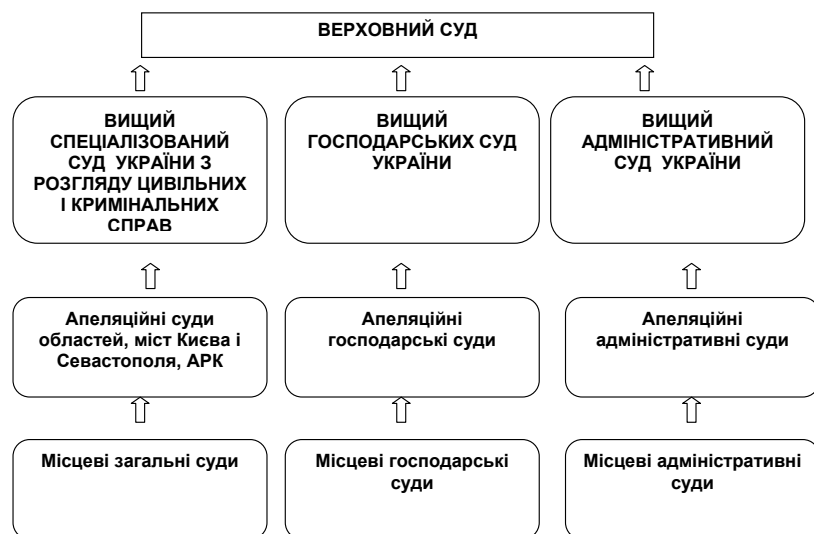 ВЕРХОВНИЙ СУД
ВИЩИЙ
СПЕЦІАЛІЗОВАНИЙ
СУД УКРАЇНИ З
РОЗГЛЯДУ ЦИВІЛЬНИХ
І КРИМІНАЛЬНИХ
СПРАВ
ВИЩИЙ
ГОСПОДАРСЬКИХ СУД
УКРАЇНИ
ВИЩИЙ
АДМІНІСТРАТИВНИЙ
СУД УКРАЇНИ
Апеляційні суди
областей, міст Києва і
Севастополя, АРК
Апеляційні
господарські суди
Апеляційні
адміністративні суди
Місцеві загальні суди
Місцеві господарські
суди
Місцеві адміністративні
суди